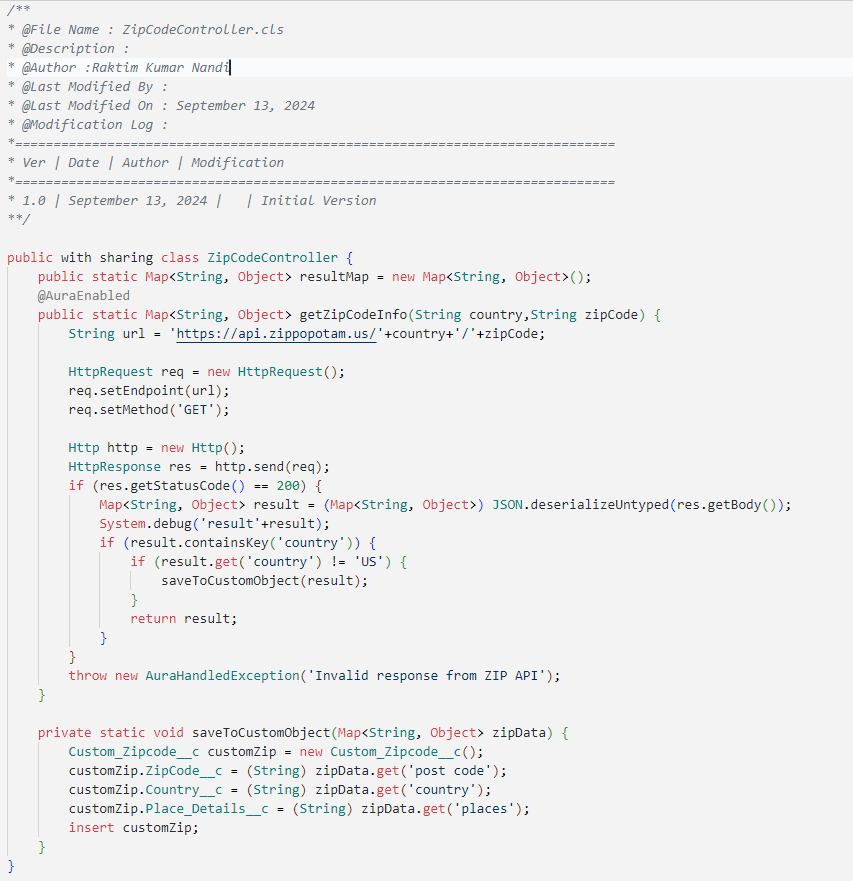 /**
* @File Name : ZipCodeController.cls
* @Description :
* @Author :Raktim Kumar Nandi
* @Last Modified By :
* @Last Modified On : September 13, 2024
* @Modification Log :
*==============================================================================
* Ver | Date | Author | Modification
*==============================================================================
* 1.0 | September 13, 2024 |   | Initial Version
**/

public with sharing class ZipCodeController {
    public static Map<String, Object> resultMap = new Map<String, Object>();
    @AuraEnabled
    public static Map<String, Object> getZipCodeInfo(String country,String zipCode) {
        String url = 'https://api.zippopotam.us/'+country+'/'+zipCode;

        HttpRequest req = new HttpRequest();
        req.setEndpoint(url);
        req.setMethod('GET');

        Http http = new Http();
        HttpResponse res = http.send(req);
        if (res.getStatusCode() == 200) {
            Map<String, Object> result = (Map<String, Object>) JSON.deserializeUntyped(res.getBody());
            System.debug('result'+result);
            if (result.containsKey('country')) {
                if (result.get('country') != 'US') {
                    saveToCustomObject(result);
                }
                return result;
            }
        }
        throw new AuraHandledException('Invalid response from ZIP API');
    }

    private static void saveToCustomObject(Map<String, Object> zipData) {
        Custom_Zipcode__c customZip = new Custom_Zipcode__c();
        customZip.ZipCode__c = (String) zipData.get('post code');
        customZip.Country__c = (String) zipData.get('country');
        customZip.Place_Details__c = (String) zipData.get('places');
        insert customZip;
    }
}